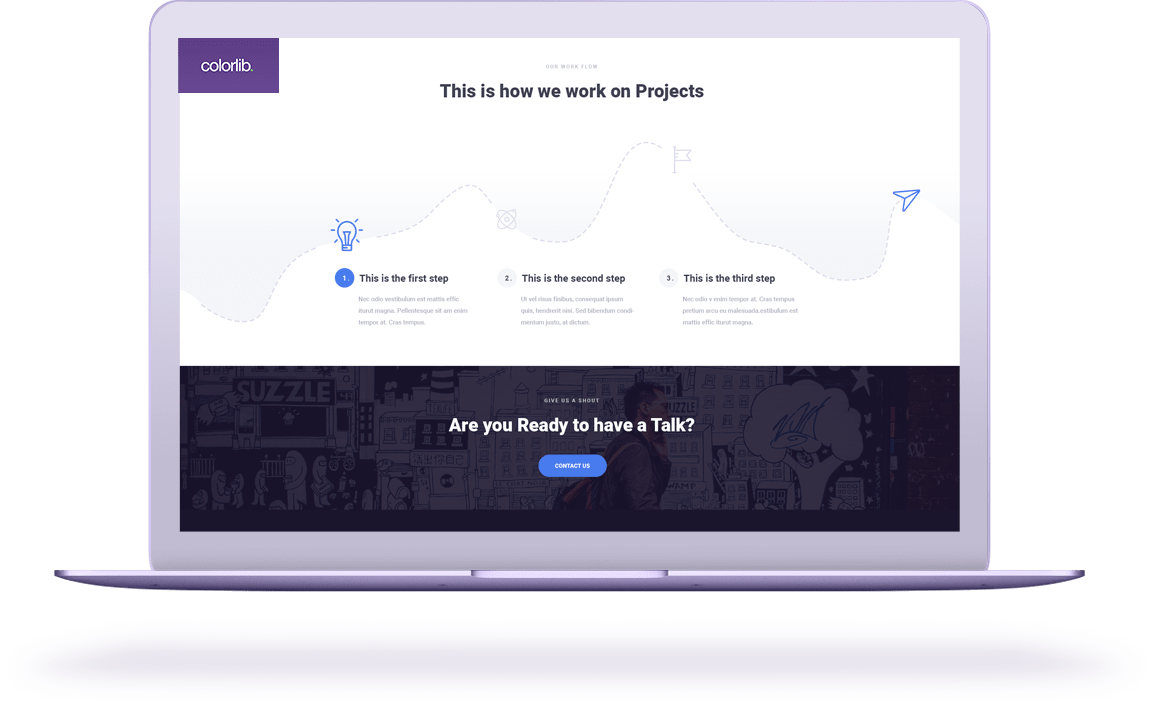 colorlib.
OUR WORK FLOW
This is how we work on Projects
1.
This is the first step
Nec odio vestibulum est mattis effic
iturut magna. Pellentesque sit am enim
tempor at. Cras tempus.
2.
This is the second step
Ut vel risus finibus, consequat ipsum
quis, hendrerit nisi. Sed bibendum condi-
mentum justo, at dictum.
3.
This is the third step
Nec odio v enim tempor at. Cras tempus
pretium arcu eu malesuada.estibulum est
mattis effic iturut magna.
SUZZLE
UZZLE
GIVE US A SHOUT
Are you Ready to have a Talk?
CONTACT US